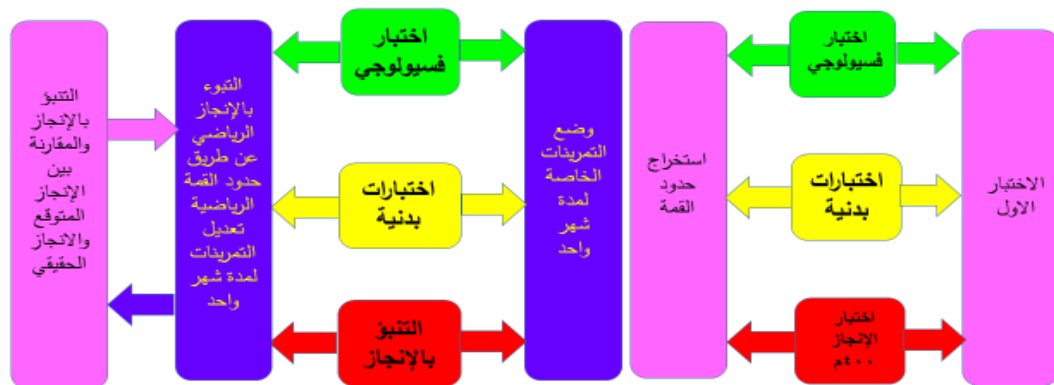 الاختبار
الاول
اختبار
فسيولوجي
اختبارات
بدنية
اختبار
الإنجاز
٤٠٠م
استخراج
حدود
القمة
وضع
التمرينات
الخاصة
لمدة
شهر
واحد
اختبار
فسيولوجي
اختبارات
بدنية
التنبؤ
بالإنجاز
التبوء
بالإنجاز
الرياضي
عن طريق
حدود القمة
الرياضية
تعديل
التمرينات
لمدة شهر
واحد
التنبؤ
بالإنجاز
والمقارنة
بين
الإنجاز
المتوقع
والانجاز
الحقيقي